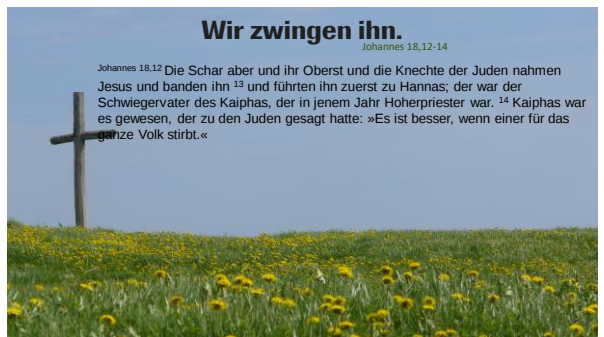 Wir zwingen ihn.
Johannes 18,12-14
Johannes 18,12 Die Schar aber und ihr Oberst und die Knechte der Juden nahmen
Jesus und banden ihn 13 und führten ihn zuerst zu Hannas; der war der
Schwiegervater des Kaiphas, der in jenem Jahr Hoherpriester war. 14 Kaiphas war
es gewesen, der zu den Juden gesagt hatte: »Es ist besser, wenn einer für das
ganze Volk stirbt.«